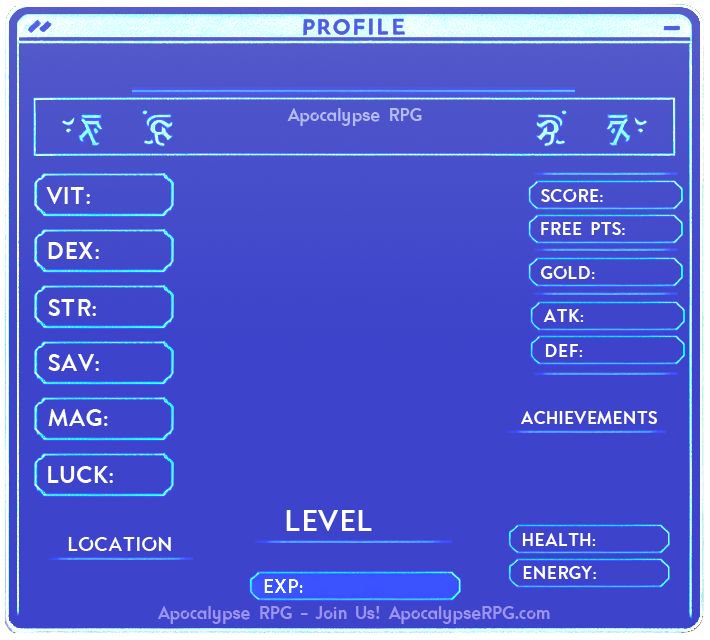 PROFILE
Apocalypse RPG
VIT:
DEX:
STR:
SAV:
MAG:
LUCK:
LOCATION
LEVEL
EXP:
SCORE:
FREE PTS:
GOLD:
ATK:
DEF:
ACHIEVEMENTS
HEALTH:
ENERGY:
Apocalypse RPG - Join Us! ApocalypseRPG.com